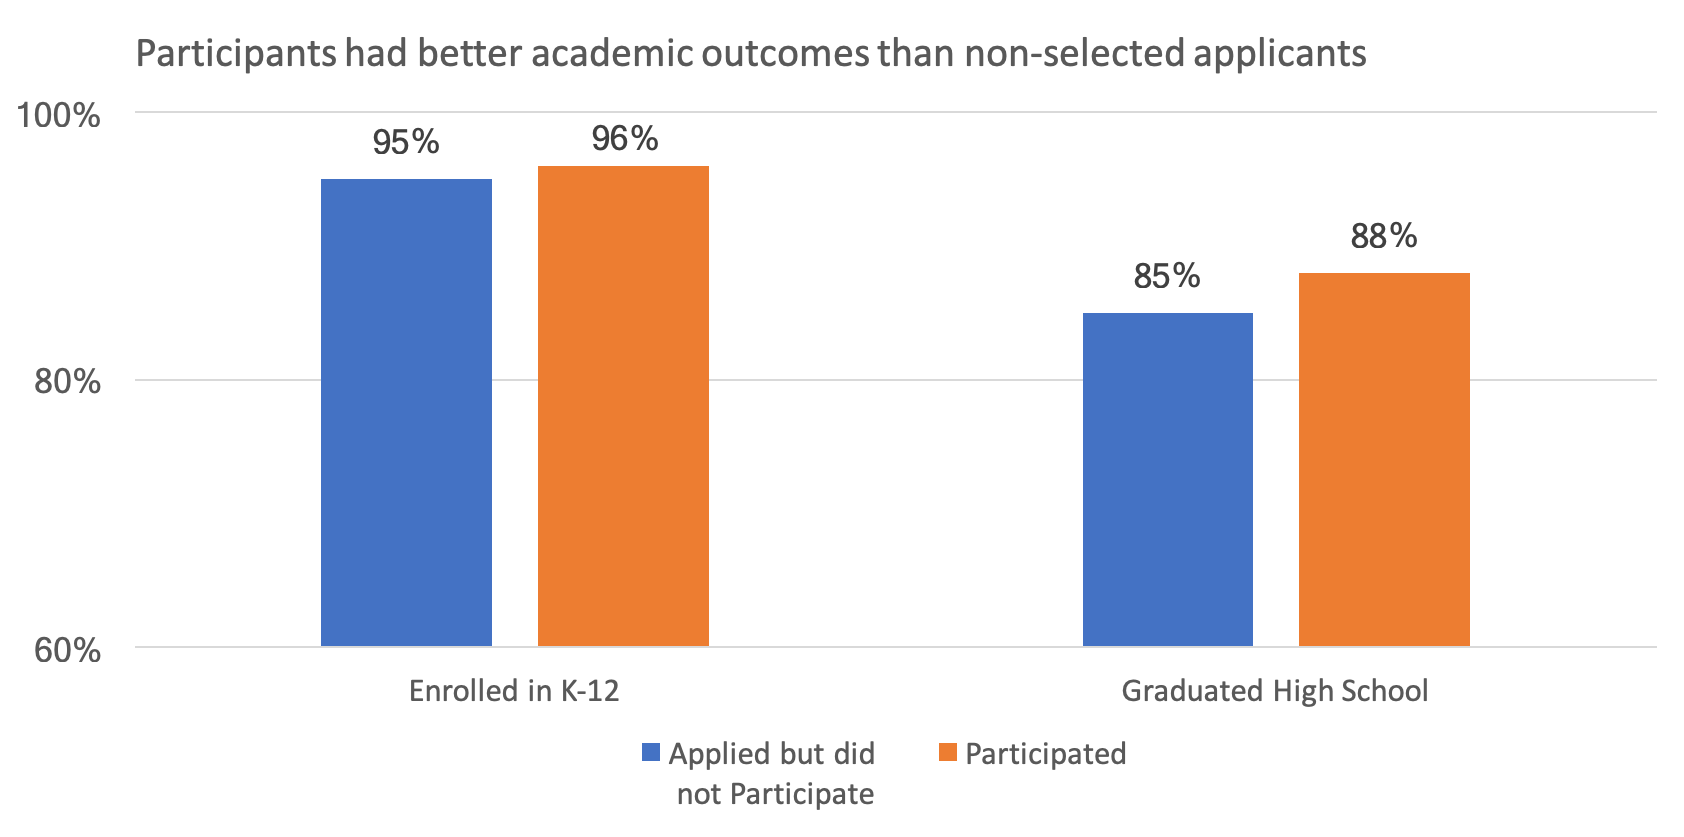 Participants had better academic outcomes than non-selected applicants
100%
95%
96%
88%
85%
80%
60%
Enrolled in K-12
Graduated High School
Applied but did
not Participate
Participated